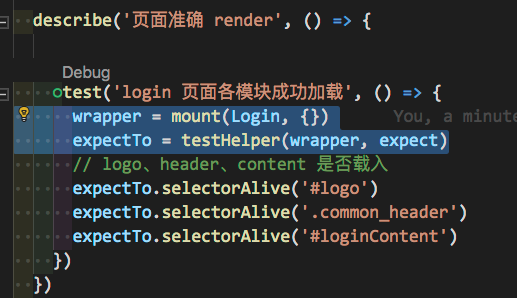 describe('页面准确 render', () => {
Debug
test('login 页面各模块成功加载', () => {
wrapper = mount(Login, {}) You, a minute
expectTo = testHelper(wrapper, expect)
// logo、header、content 是否载入
expectTo.selectorAlive('#logo')
expectTo.selectorAlive('.common_header')
expectTo.selectorAlive('#loginContent')
})
})